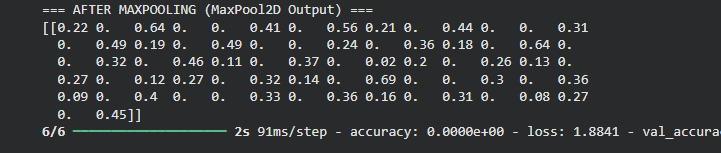 === AFTER MAXPOOLING (MaxPool2D Output) ===
[[0.22 0. 0.64 0. 0. 0.41 0. 0.56 0.21 0. 0.44 0. 0. 0.31
0. 0.49 0.19 0. 0.49 0. 0. 0.24 0. 0.36 0.18 0. 0.64 0.
0. 0.32 0. 0.46 0.11 0. 0.37 0. 0.02 0.2 0. 0.26 0.13 0.
0.27 0. 0.12 0.27 0. 0.32 0.14 0. 0.69 0. 0. 0.3 0. 0.36
0.09 0. 0.4 0. 0. 0.33 0. 0.36 0.16 0. 0.31 0. 0.08 0.27
0. 0.45]]
6/6 ━━━━━━━━━━━━━━━━━━━━ 2s 91ms/step - accuracy: 0.0000e+00 - loss: 1.8841 - val_accura